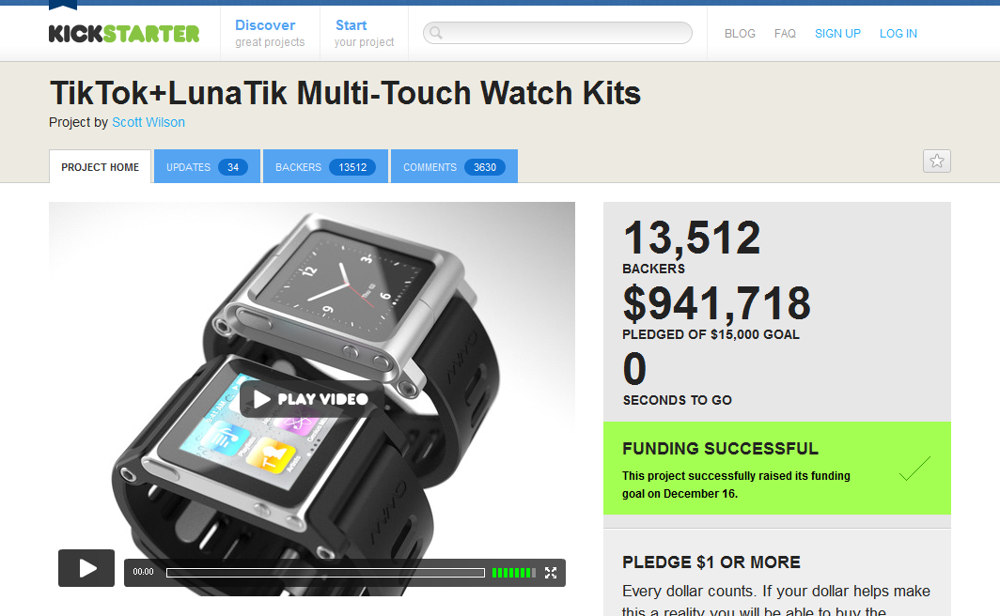 KICKSTARTER
Discover
great projects
Start
your project
BLOG FAQ SIGN UP LOG IN
TikTok+LunaTik Multi-Touch Watch Kits
Project by Scott Wilson
PROJECT HOME UPDATES 34 BACKERS 13512 COMMENTS 3630
12
3
6
9
PLAY VIDEO
00:00
13,512
BACKERS
$941,718
PLEDGED OF $15,000 GOAL
0
SECONDS TO GO
FUNDING SUCCESSFUL
This project successfully raised its funding
goal on December 16.
PLEDGE $1 OR MORE
Every dollar counts. If your dollar helps make
this a reality you will be able to buy the